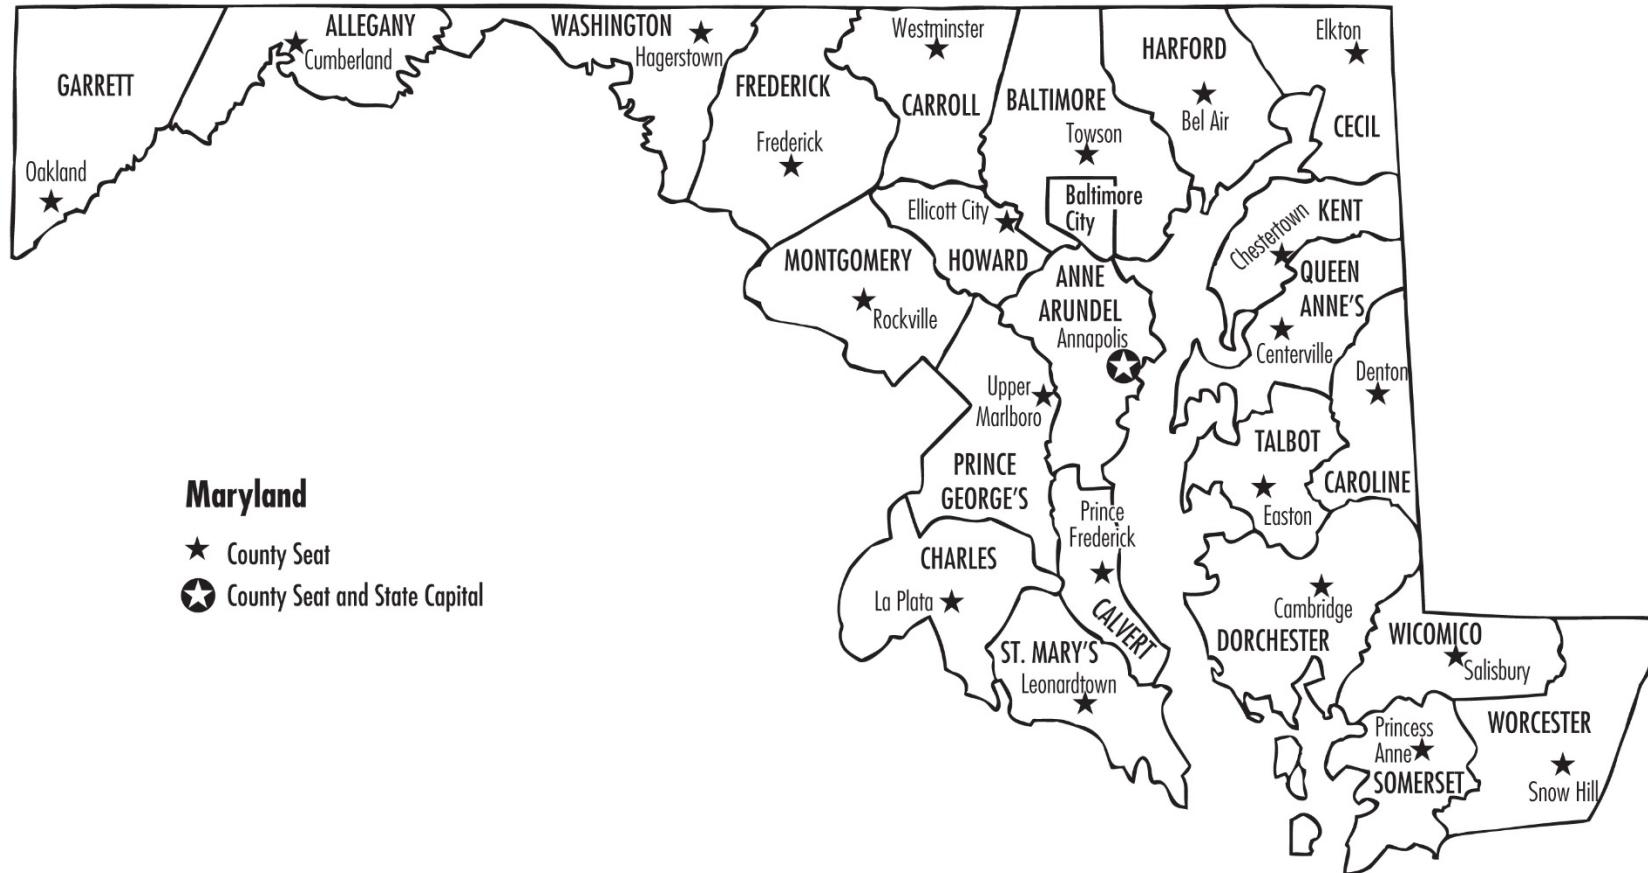 GARRETT
Oakland
ALLEGANY
Cumberland
WASHINGTON
Hagerstown
FREDERICK
Frederick
Westminster
CARROLL
BALTIMORE
Towson
Baltimore
City
HARFORD
Bel Air
Elkton
CECIL
Ellicott City
HOWARD
MONTGOMERY
Rockville
ANNE
ARUNDEL
Annapolis
KENT
Chestertown
QUEEN
ANNE'S
Centerville
Denton
CAROLINE
TALBOT
Easton
Upper
Marlboro
PRINCE
GEORGE'S
Prince
Frederick
CALVERT
CHARLES
La Plata
ST. MARY'S
Leonardtown
Cambridge
DORCHESTER
WICOMICO
Salisbury
Princess
Anne
SOMERSET
WORCESTER
Snow Hill
Maryland
County Seat
County Seat and State Capital